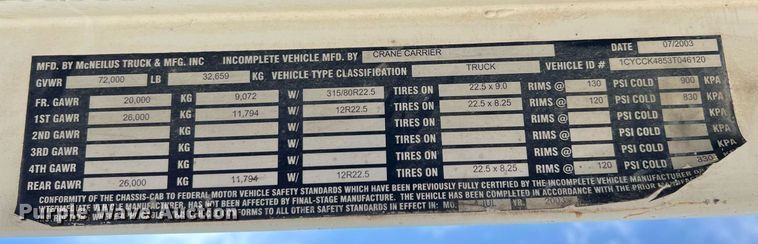 MFD. BY McNEILUS TRUCK & MFG. INC INCOMPLETE VEHICLE MFD. BY CRANE CARRIER DATE 07/2003
GVWR 72,000 LB 32,659 KG VEHICLE TYPE CLASSIFICATION TRUCK VEHICLE ID # 1CYCCK4853T046120
FR. GAWR 20,000 KG 9,072 W/ 315/80R22.5 TIRES ON 22.5 x 9.0 RIMS @ 130 PSI COLD 900 KPA
1ST GAWR 26,000 KG 11,794 W/ 12R22.5 TIRES ON 22.5 x 8.25 RIMS @ 120 PSI COLD 830 KPA
2ND GAWR KG W/ TIRES ON RIMS @ PSI COLD KPA
3RD GAWR KG W/ TIRES ON RIMS @ PSI COLD KPA
4TH GAWR KG W/ TIRES ON RIMS @ PSI COLD KPA
REAR GAWR 26,000 KG 11,794 W/ 12R22.5 TIRES ON 22.5 x 8.25 RIMS @ 120 PSI COLD 830
CONFORMITY OF THE CHASSIS-CAB TO FEDERAL MOTOR VEHICLE SAFETY STANDARDS WHICH HAVE BEEN PREVIOUSLY FULLY CERTIFIED BY THE INCOMPLETE VEHICLE MANUFACTURER
HAS NOT BEEN AFFECTED BY FINAL-STAGE MANUFACTURE. THE VEHICLE HAS BEEN COMPLETED IN ACCORDANCE WITH THE PRIOR
FORMS TO ALL OTHER SAFETY STANDARDS IN EFFECT IN: MO. YR.
Purple Wave Auction